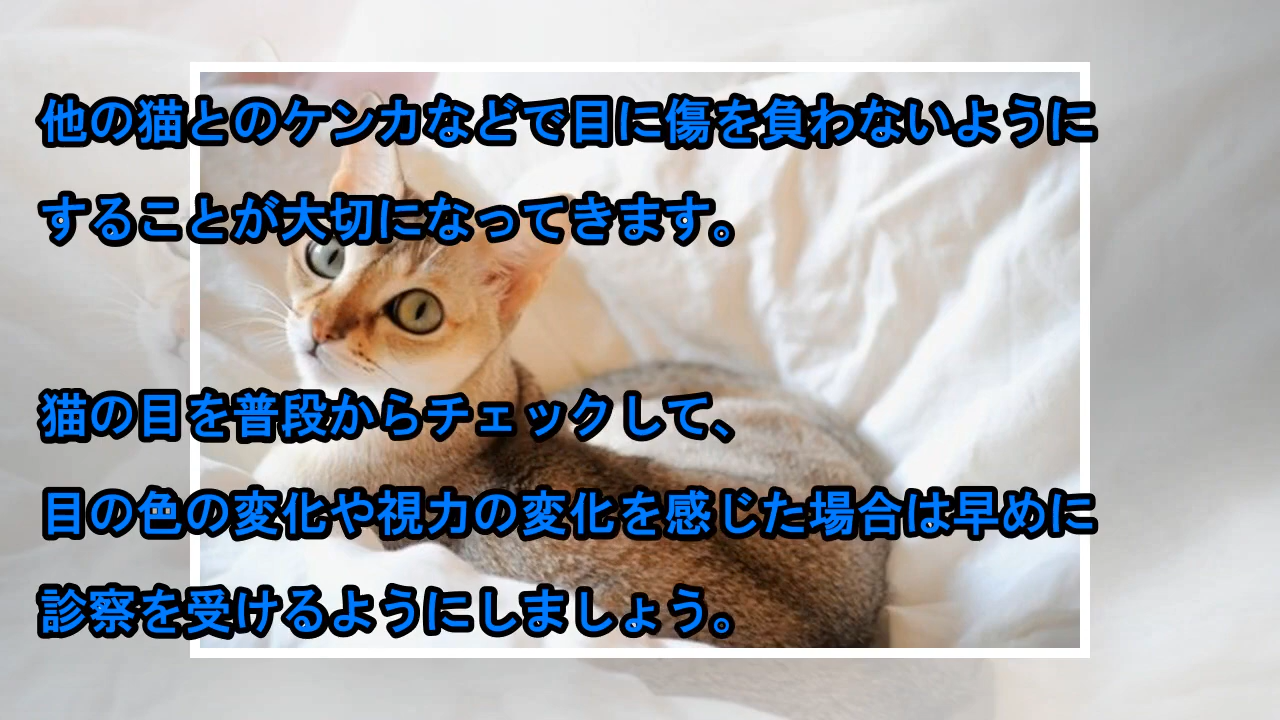 他の猫とのケンカなどで目に傷を負わないように
することが大切になってきます。
猫の目を普段からチェックして、
目の色の変化や視力の変化を感じた場合は早めに
診察を受けるようにしましょう。